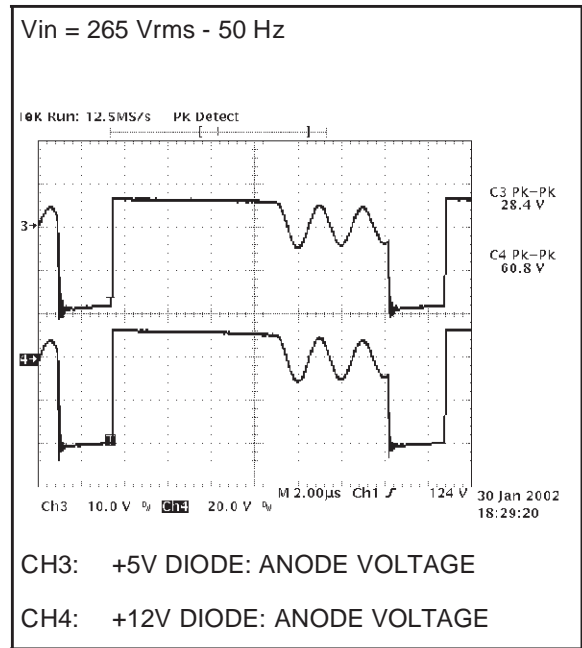 Vin = 265 Vrms - 50 Hz
Tek Run: 12.5MS/s Pk Detect
[ ]
C3 Pk-Pk
28.4 V
3→
C4 Pk-Pk
60.8 V
4→
M 2.00µs Ch1 124 V
Ch3 10.0 V Ch4 20.0 V
30 Jan 2002
18:29:20
CH3: +5V DIODE: ANODE VOLTAGE
CH4: +12V DIODE: ANODE VOLTAGE